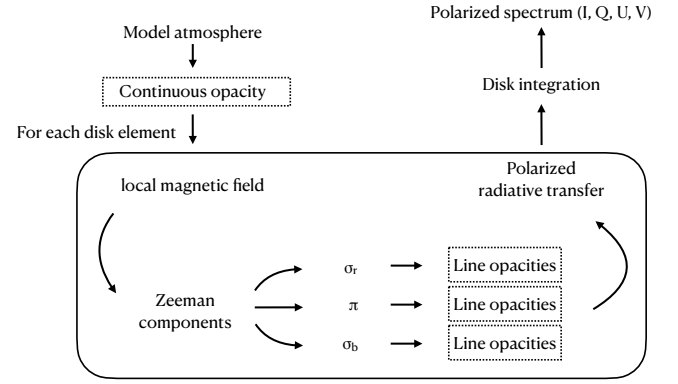 Polarized spectrum (I, Q, U, V)
Model atmosphere
Disk integration
Continuous opacity
For each disk element
Polarized
radiative transfer
local magnetic field
Zeeman
components
σr
Line opacities
π
Line opacities
σb
Line opacities